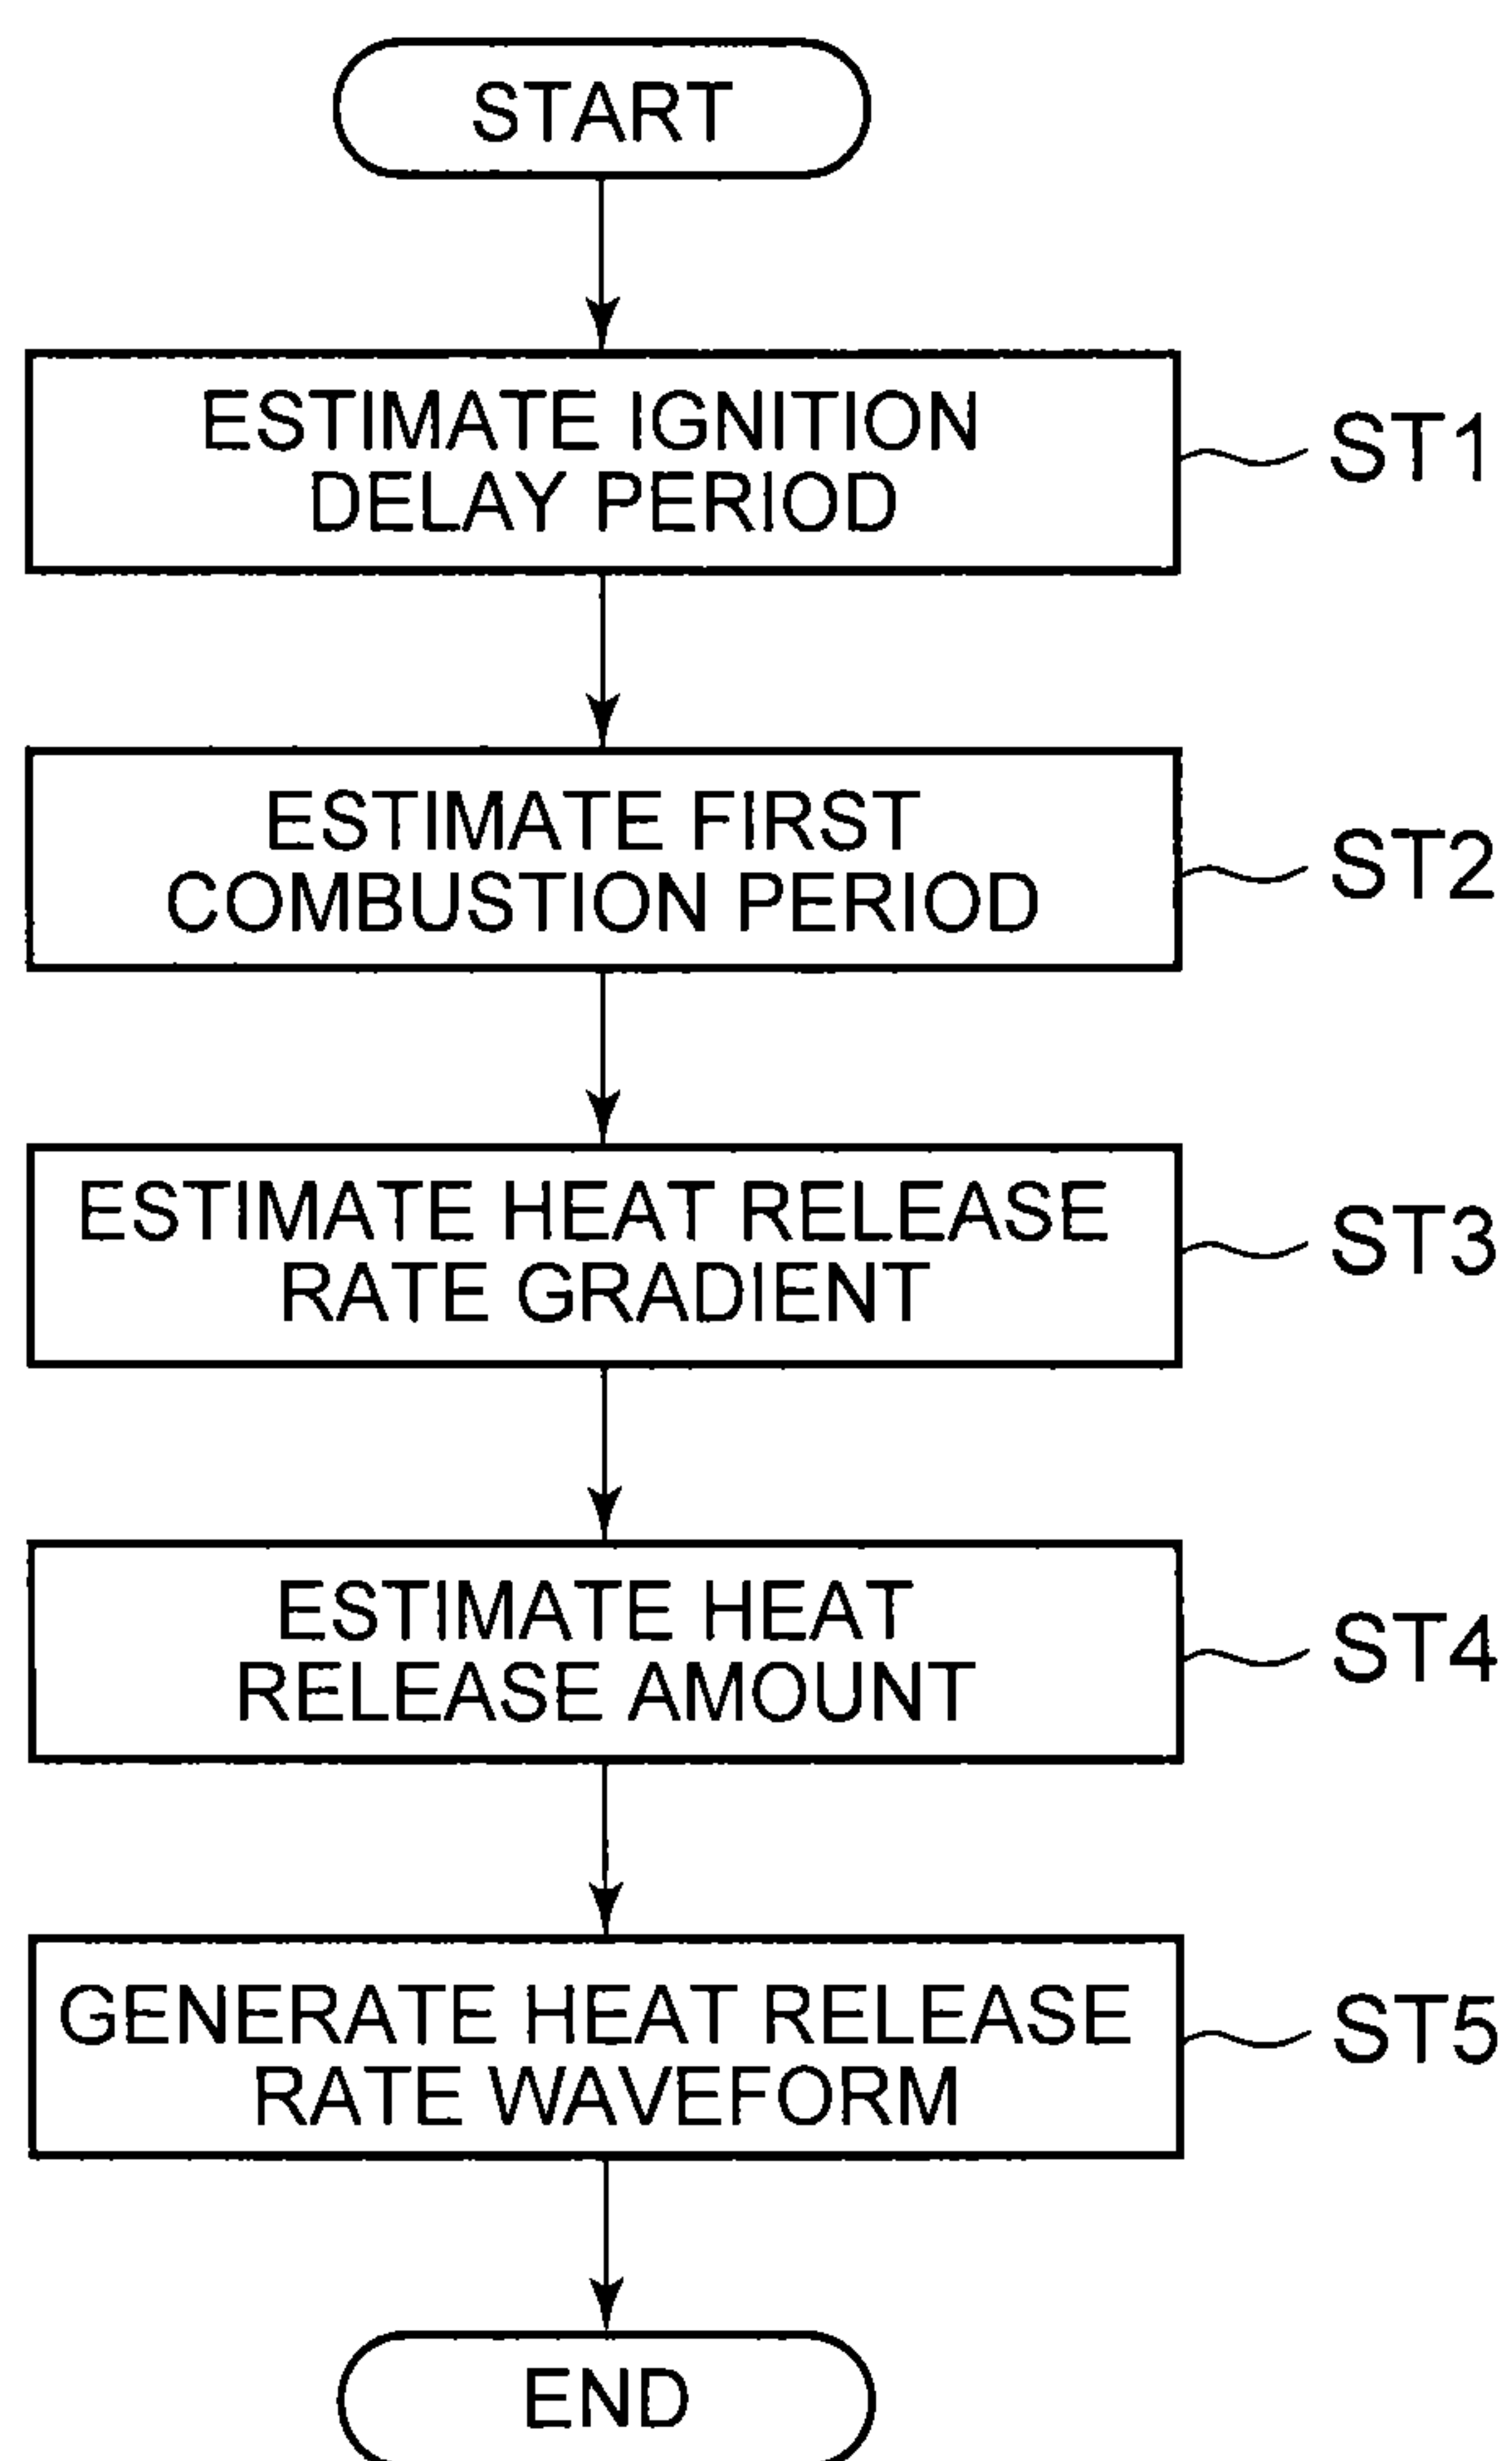 START
ESTIMATE IGNITION
DELAY PERIOD
ST1
ESTIMATE FIRST
COMBUSTION PERIOD
ST2
ESTIMATE HEAT RELEASE
RATE GRADIENT
ST3
ESTIMATE HEAT
RELEASE AMOUNT
ST4
GENERATE HEAT RELEASE
RATE WAVEFORM
ST5
END